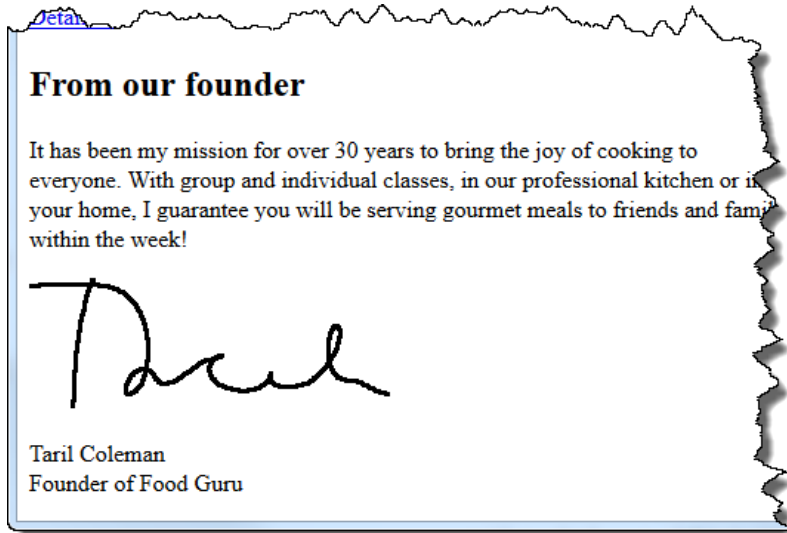 From our founder
It has been my mission for over 30 years to bring the joy of cooking to
everyone. With group and individual classes, in our professional kitchen or
your home, I guarantee you will be serving gourmet meals to friends and
within the week!
Taril Coleman
Founder of Food Guru